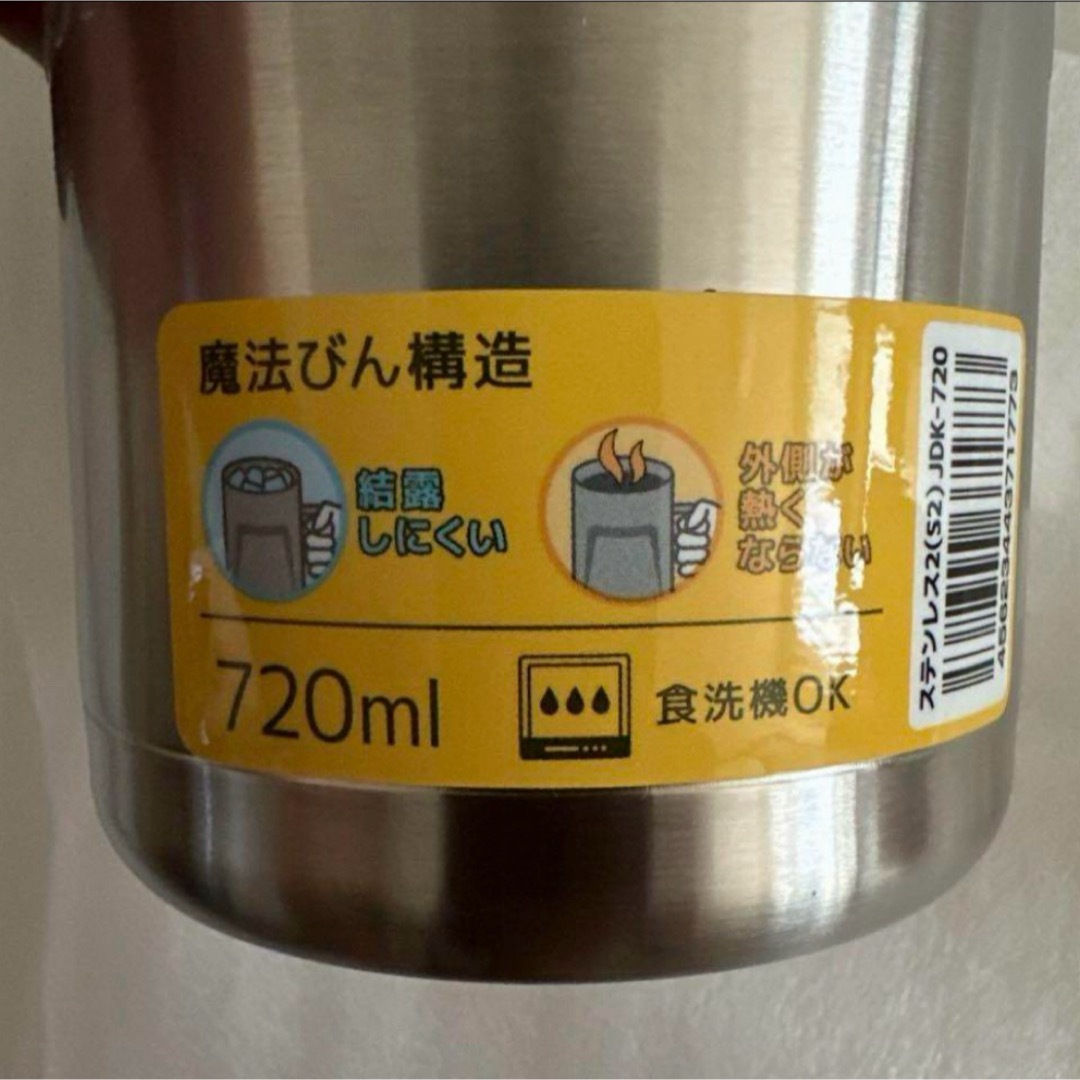 魔法びん構造
結露
しにくい
外側が
熱く
ならない
720ml
食洗機OK
ステンレス2(S2) JDK-720
4562344371773